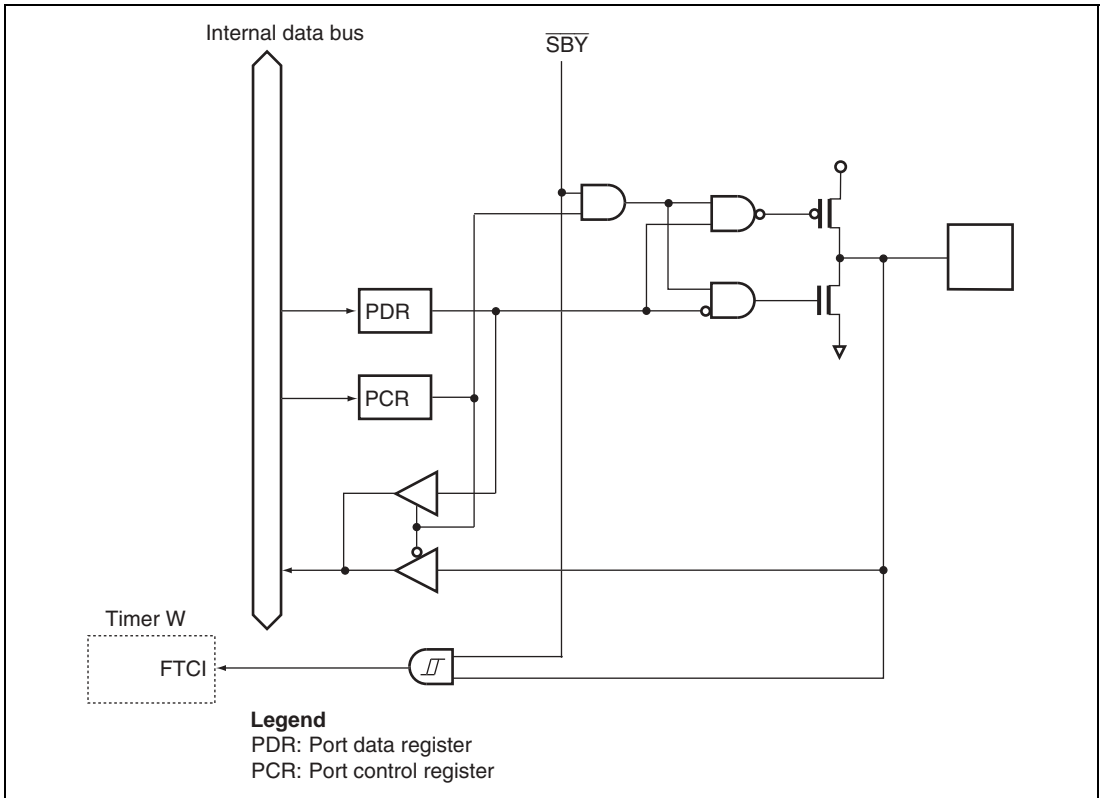 Internal data bus
SBY
PDR
PCR
Timer W
FTCI
Legend
PDR: Port data register
PCR: Port control register